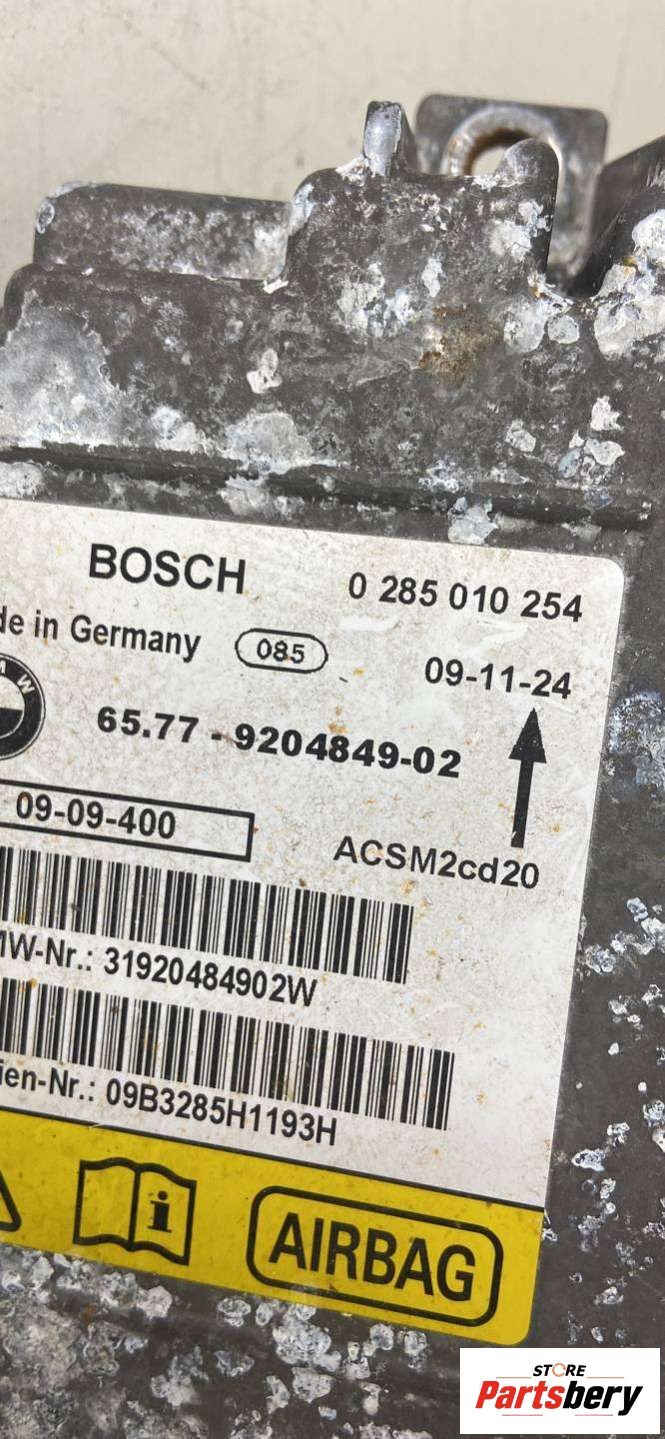 BOSCH 0 285 010 254
de in Germany 085 09-11-24
65.77 - 9204849-02
09-09-400
ACSM2cd20
MW-Nr.: 31920484902W
ien-Nr.: 09B3285H1193H
i
AIRBAG
STORE
Partsbery